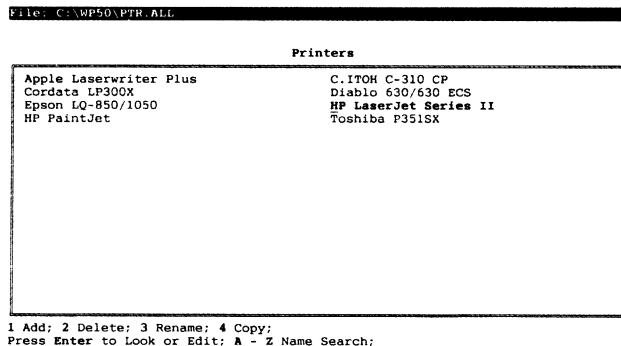 File: C:\WP50\PTR.ALL
Printers
Apple Laserwriter Plus C.ITOH C-310 CP
Cordata LP300X Diablo 630/630 ECS
Epson LQ-850/1050 HP LaserJet Series II
HP PaintJet Toshiba P351SX
1 Add; 2 Delete; 3 Rename; 4 Copy;
Press Enter to Look or Edit; A - Z Name Search;